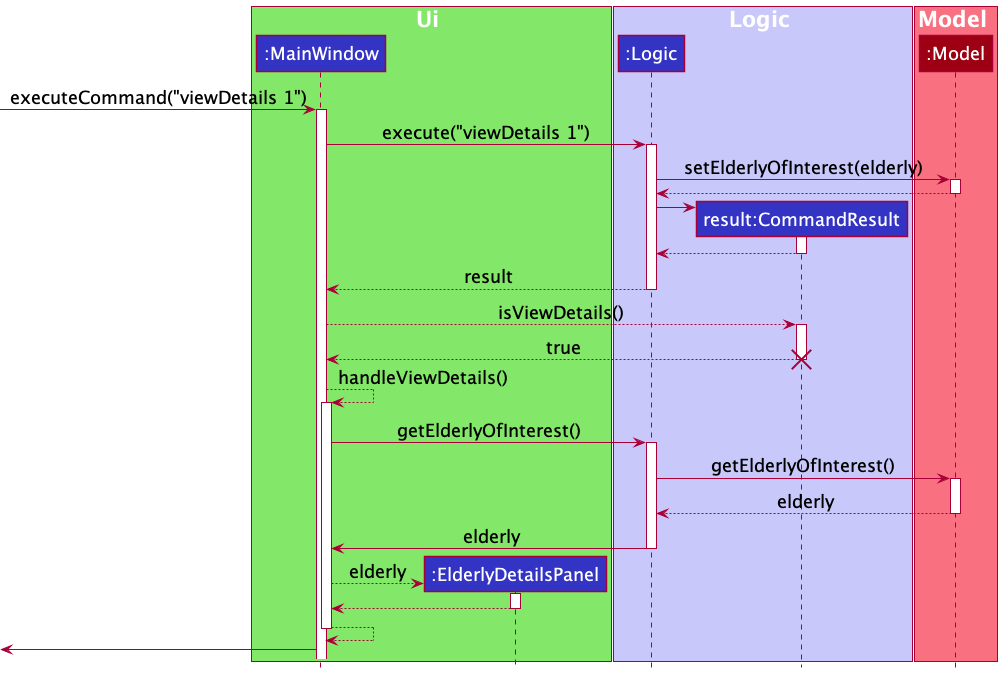 Ui
Logic
Model
:MainWindow
:Logic
:Model
executeCommand("viewDetails 1")
execute("viewDetails 1")
setElderlyOfInterest(elderly)
result:CommandResult
result
isViewDetails()
true
handleViewDetails()
getElderlyOfInterest()
getElderlyOfInterest()
elderly
elderly
elderly
:ElderlyDetailsPanel